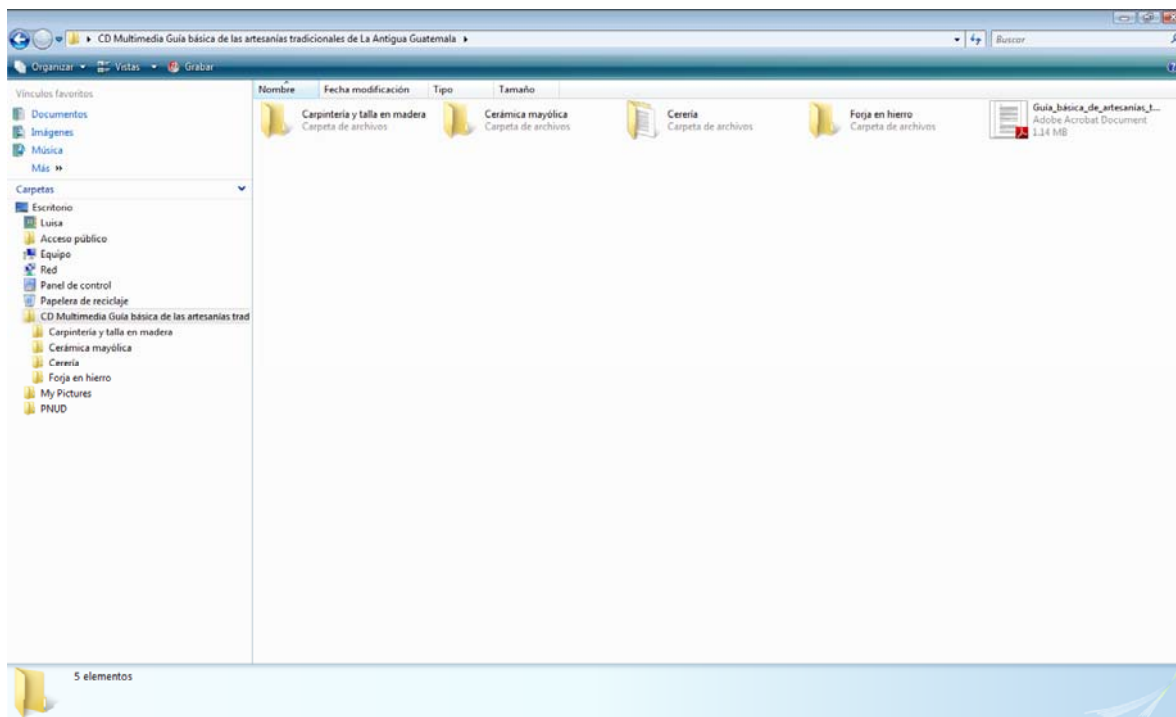 CD Multimedia Guía básica de las artesanías tradicionales de La Antigua Guatemala
Buscar
Organizar Vistas Grabar
Vínculos favoritos
Documentos
Imágenes
Música
Más
Carpetas
Escritorio
Luisa
Acceso público
Equipo
Red
Panel de control
Papelera de reciclaje
CD Multimedia Guía básica de las artesanías trad
Carpintería y talla en madera
Cerámica mayólica
Cerería
Forja en hierro
My Pictures
PNUD
Nombre Fecha modificación Tipo Tamaño
Carpintería y talla en madera
Carpeta de archivos
Cerámica mayólica
Carpeta de archivos
Cerería
Carpeta de archivos
Forja en hierro
Carpeta de archivos
Guía_básica_de_artesanías_t...
Adobe Acrobat Document
1.14 MB
5 elementos